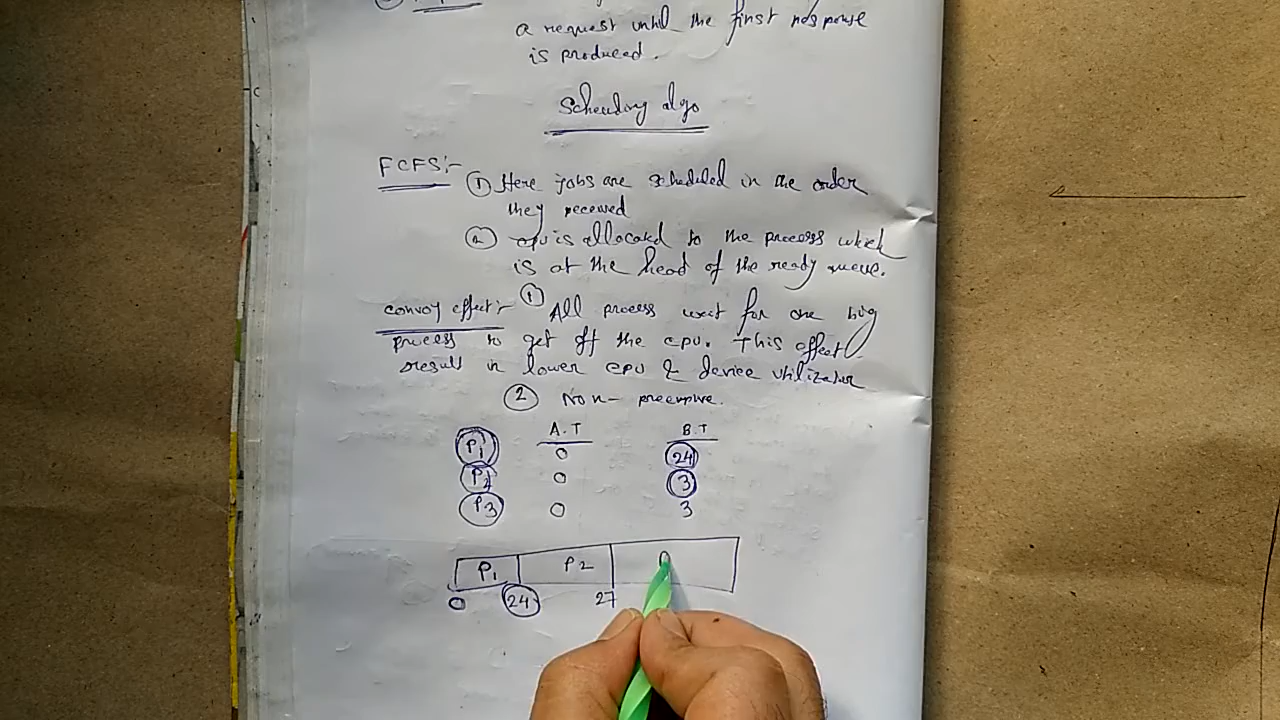 a request until the first response
is produced.
Scheduling algo
FCFS:- ① Here jobs are scheduled in the order
they received
② cpu is allocated to the process which
is at the head of the ready queue.
convoy effect:- ① All process wait for one big
process to get off the cpu. This effect
result in lower cpu & device utilization
② Non-preemptive.
A.T B.T
P1 0 24
P2 0 3
P3 0 3
P1 P2
0 24 27